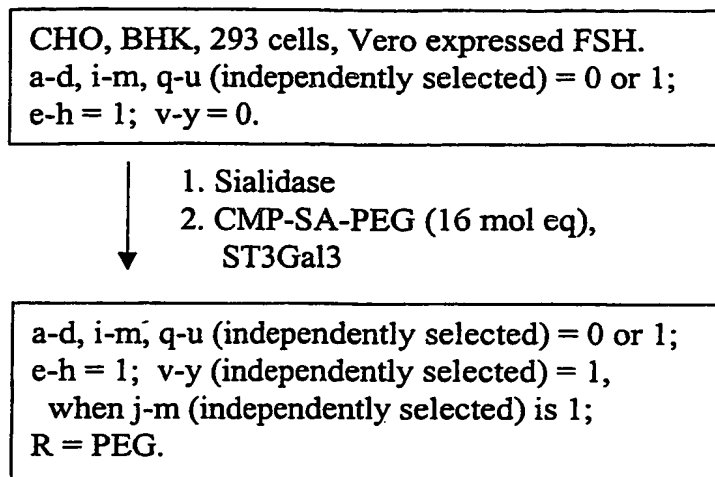 CHO, BHK, 293 cells, Vero expressed FSH.
a-d, i-m, q-u (independently selected) = 0 or 1;
e-h = 1; v-y = 0.
1. Sialidase
2. CMP-SA-PEG (16 mol eq),
ST3Gal3
a-d, i-m, q-u (independently selected) = 0 or 1;
e-h = 1; v-y (independently selected) = 1,
when j-m (independently selected) is 1;
R = PEG.